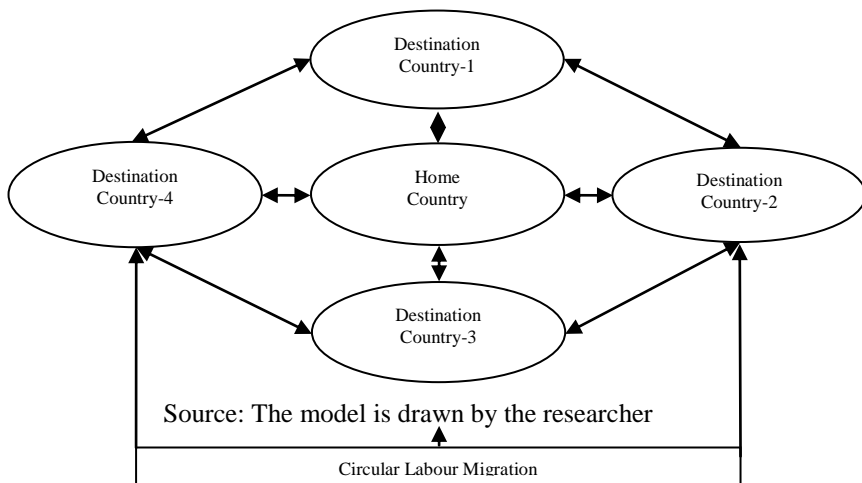 Destination
Country-1
Destination
Country-4
Home
Country
Destination
Country-2
Destination
Country-3
Source: The model is drawn by the researcher
Circular Labour Migration